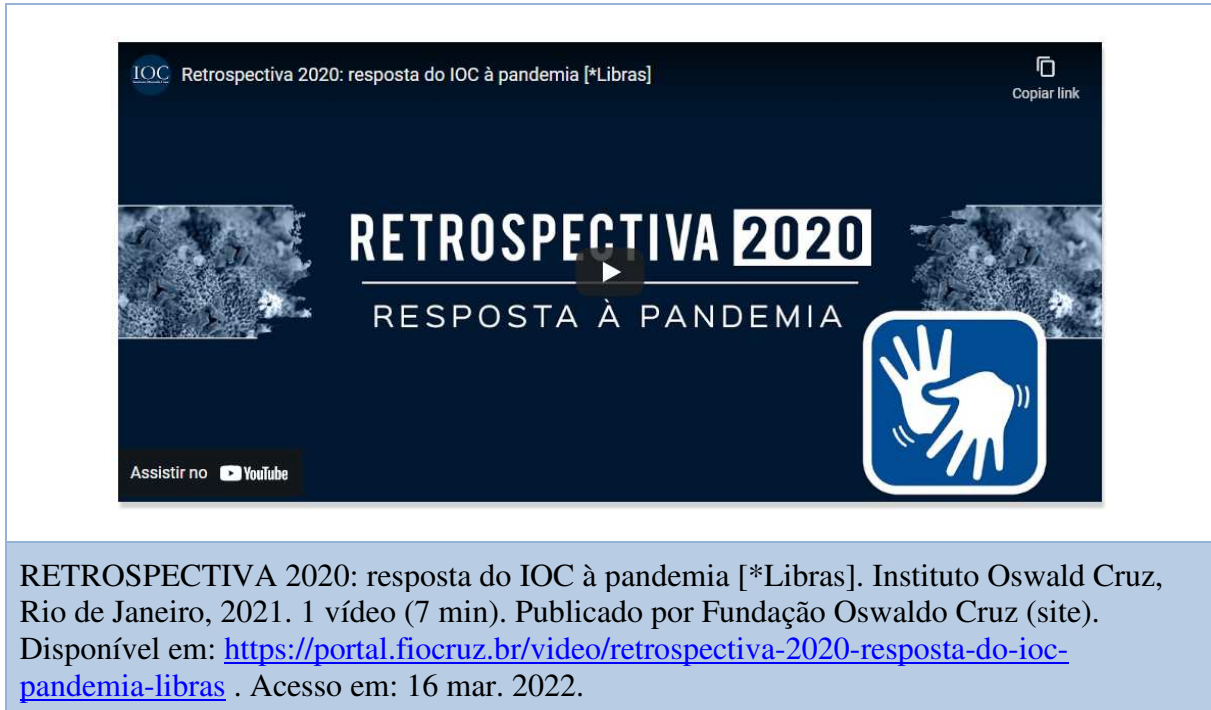 IOC Retrospectiva 2020: resposta do IOC à pandemia [*Libras]
Copiar link
RETROSPECTIVA 2020
RESPOSTA À PANDEMIA
Assistir no YouTube
RETROSPECTIVA 2020: resposta do IOC à pandemia [*Libras]. Instituto Oswald Cruz,
Rio de Janeiro, 2021. 1 vídeo (7 min). Publicado por Fundação Oswaldo Cruz (site).
Disponível em: https://portal.fiocruz.br/video/retrospectiva-2020-resposta-do-ioc-
pandemia-libras . Acesso em: 16 mar. 2022.